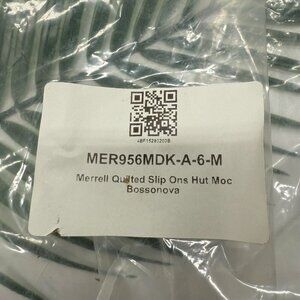 MER956MDK-A-6-M
Merrell Quilted Slip Ons Hut Moc
Bossonova